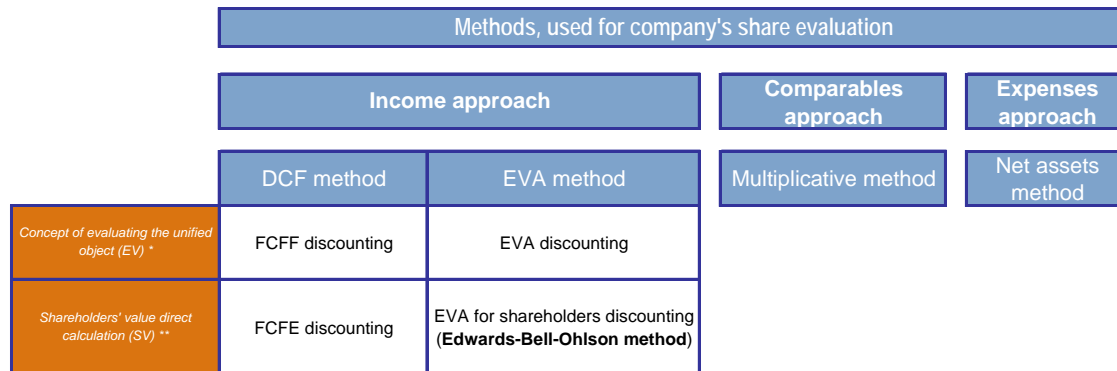 Methods, used for company's share evaluation
Income approach
Comparables
approach
Expenses
approach
DCF method
EVA method
Multiplicative method
Net assets
method
Concept of evaluating the unified
object (EV) *
FCFF discounting
EVA discounting
Shareholders' value direct
calculation (SV) **
FCFE discounting
EVA for shareholders discounting
(Edwards-Bell-Ohlson method)